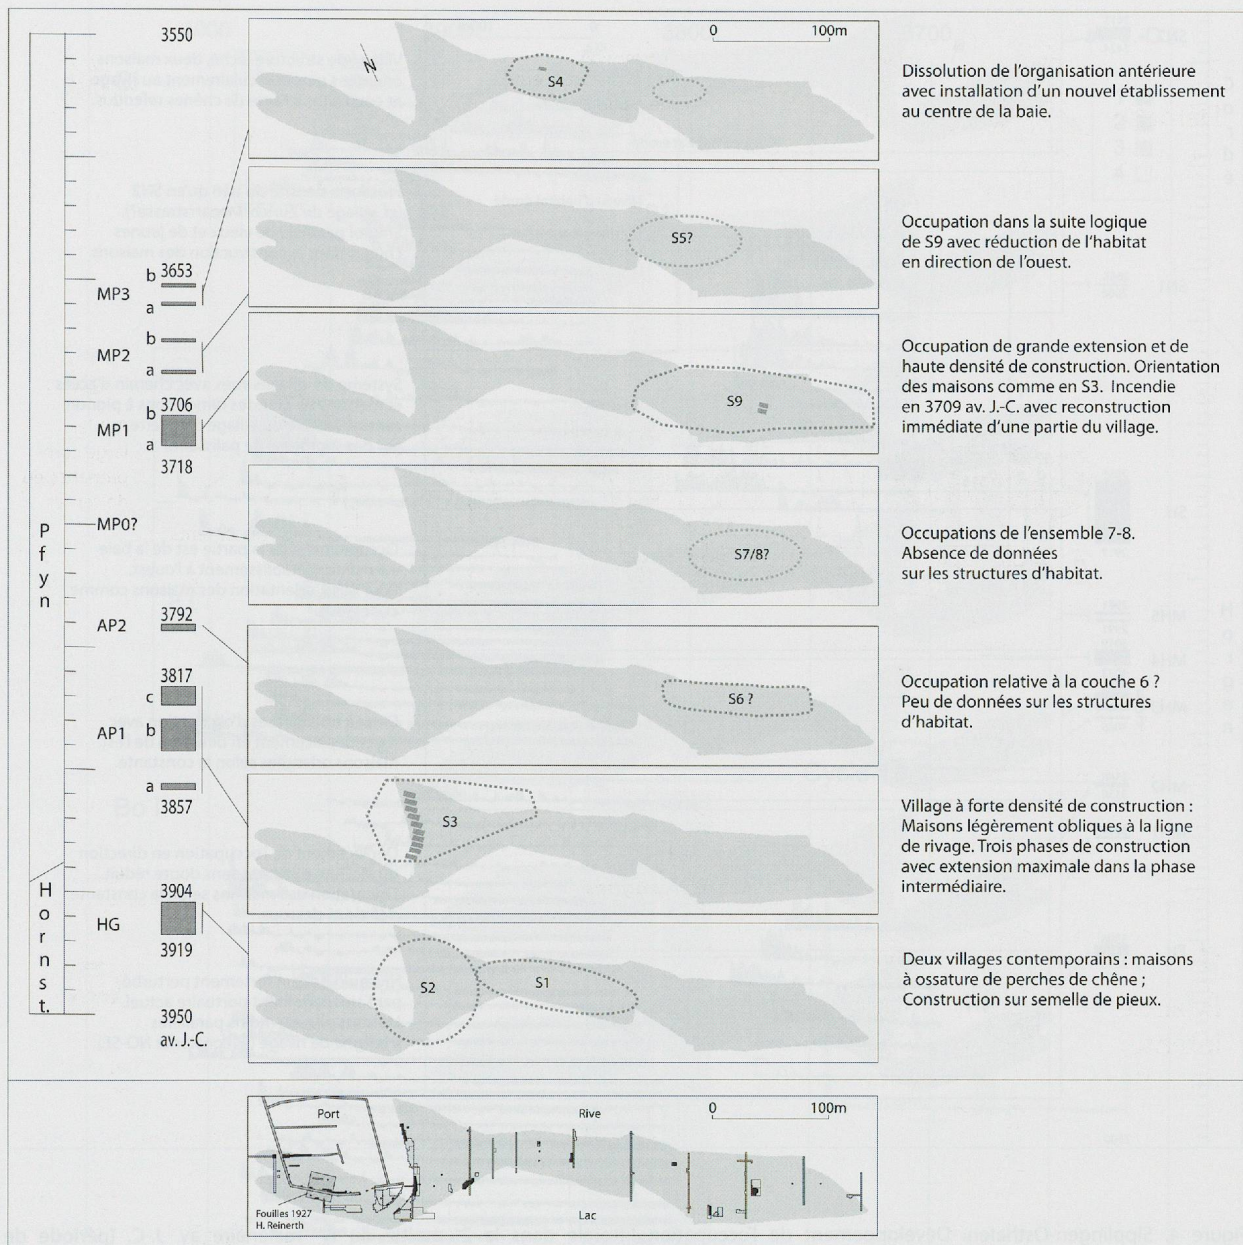 3550
0 100m
N
S4
Dissolution de l'organisation antérieure
avec installation d'un nouvel établissement
au centre de la baie.
S5?
Occupation dans la suite logique
de S9 avec réduction de l'habitat
en direction de l'ouest.
b 3653
MP3
a
b
MP2
a
3706
b
MP1
a
3718
S9
Occupation de grande extension et de
haute densité de construction. Orientation
des maisons comme en S3. Incendie
en 3709 av. J.-C. avec reconstruction
immédiate d'une partie du village.
Pfyn
MP0?
S7/8?
Occupations de l'ensemble 7-8.
Absence de données
sur les structures d'habitat.
3792
AP2
3817
c
AP1 b
a
3857
S6 ?
Occupation relative à la couche 6 ?
Peu de données sur les structures
d'habitat.
S3
Village à forte densité de construction :
Maisons légèrement obliques à la ligne
de rivage. Trois phases de construction
avec extension maximale dans la phase
intermédiaire.
Hornst.
3904
HG
3919
3950
av. J.-C.
S2
S1
Deux villages contemporains : maisons
à ossature de perches de chêne ;
Construction sur semelle de pieux.
Port
Rive
0 100m
Fouilles 1927
H. Reinerth
Lac